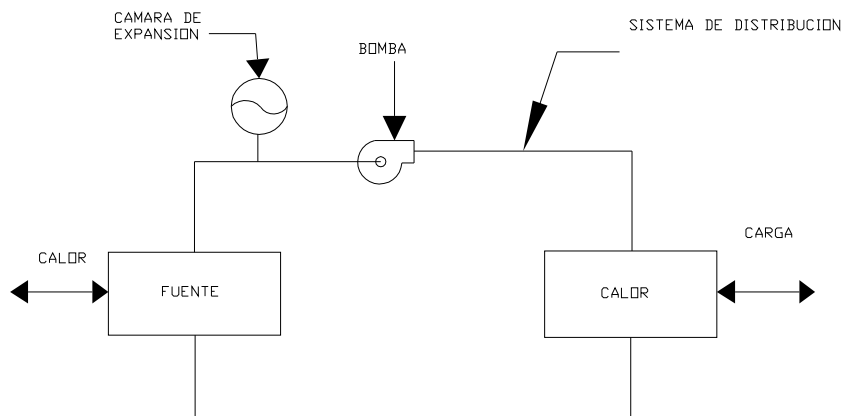 CAMARA DE
EXPANSION
BOMBA
SISTEMA DE DISTRIBUCION
CALOR
FUENTE
CALOR
CARGA